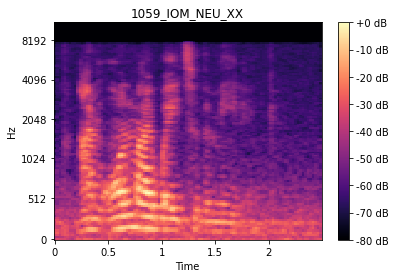 1059_IOM_NEU_XX
+0 dB
8192
-10 dB
4096
-20 dB
-30 dB
2048
-40 dB
Hz
1024
-50 dB
-60 dB
512
-70 dB
0
-80 dB
0 0.5 1 1.5 2
Time